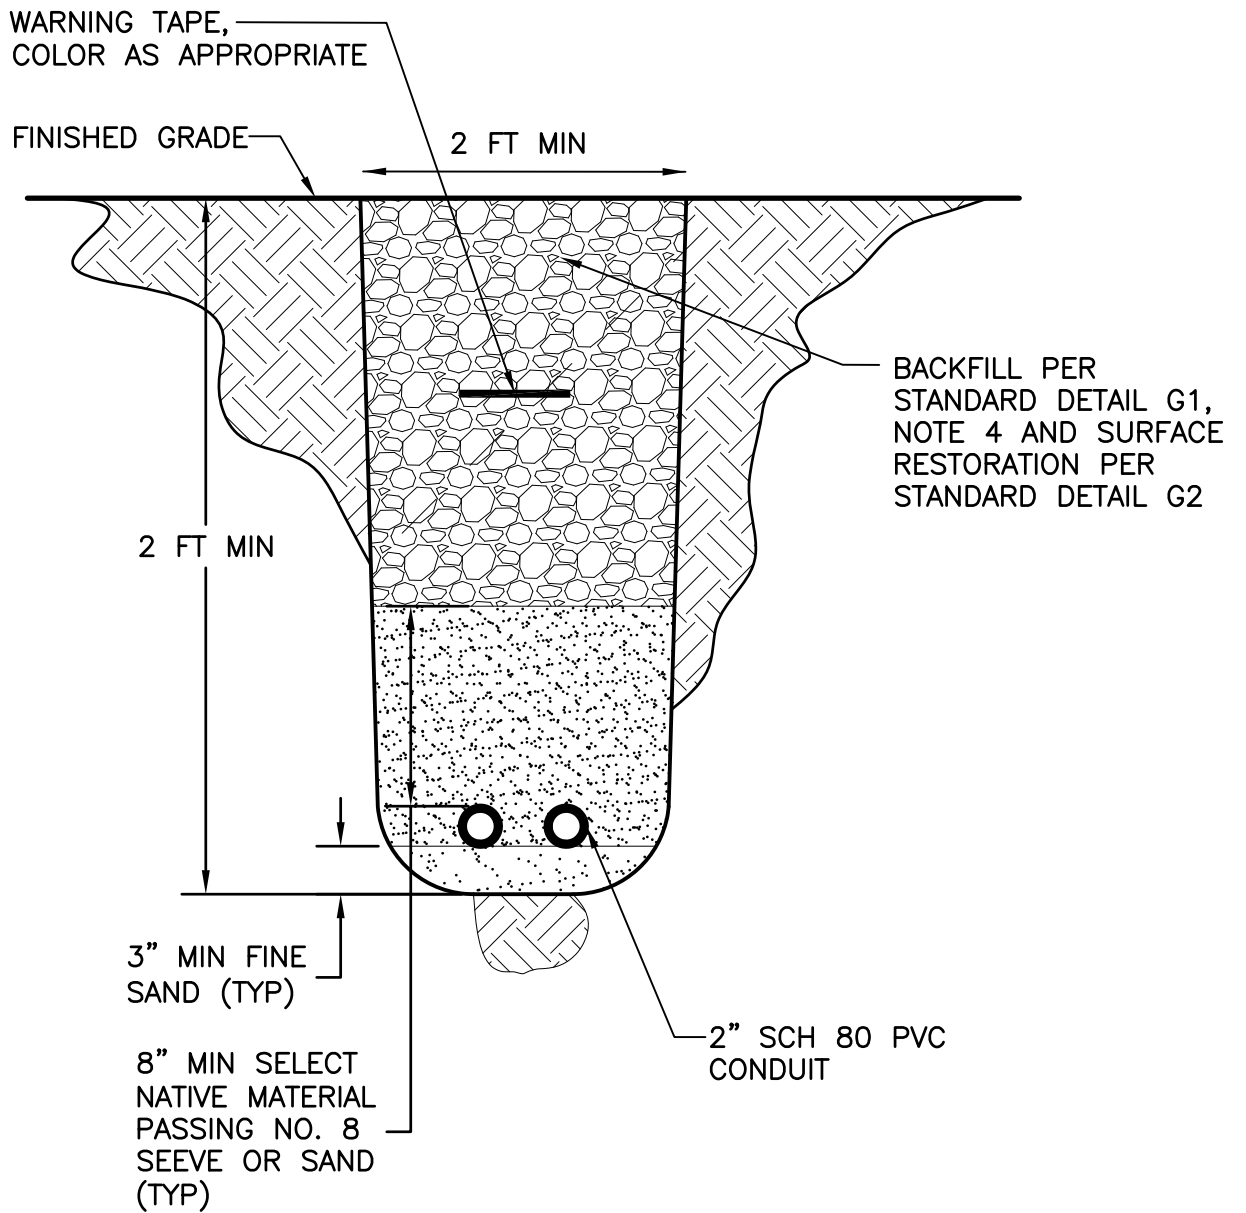 WARNING TAPE,
COLOR AS APPROPRIATE
FINISHED GRADE
2 FT MIN
BACKFILL PER
STANDARD DETAIL G1,
NOTE 4 AND SURFACE
RESTORATION PER
STANDARD DETAIL G2
2 FT MIN
3" MIN FINE
SAND (TYP)
2" SCH 80 PVC
CONDUIT
8" MIN SELECT
NATIVE MATERIAL
PASSING NO. 8
SEEVE OR SAND
(TYP)